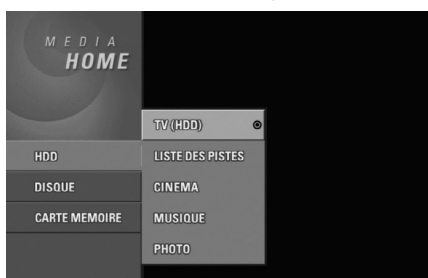 MEDIA
HOME
HDD
DISQUE
CARTE MEMOIRE
TV (HDD)
LISTE DES PISTES
CINEMA
MUSIQUE
PHOTO